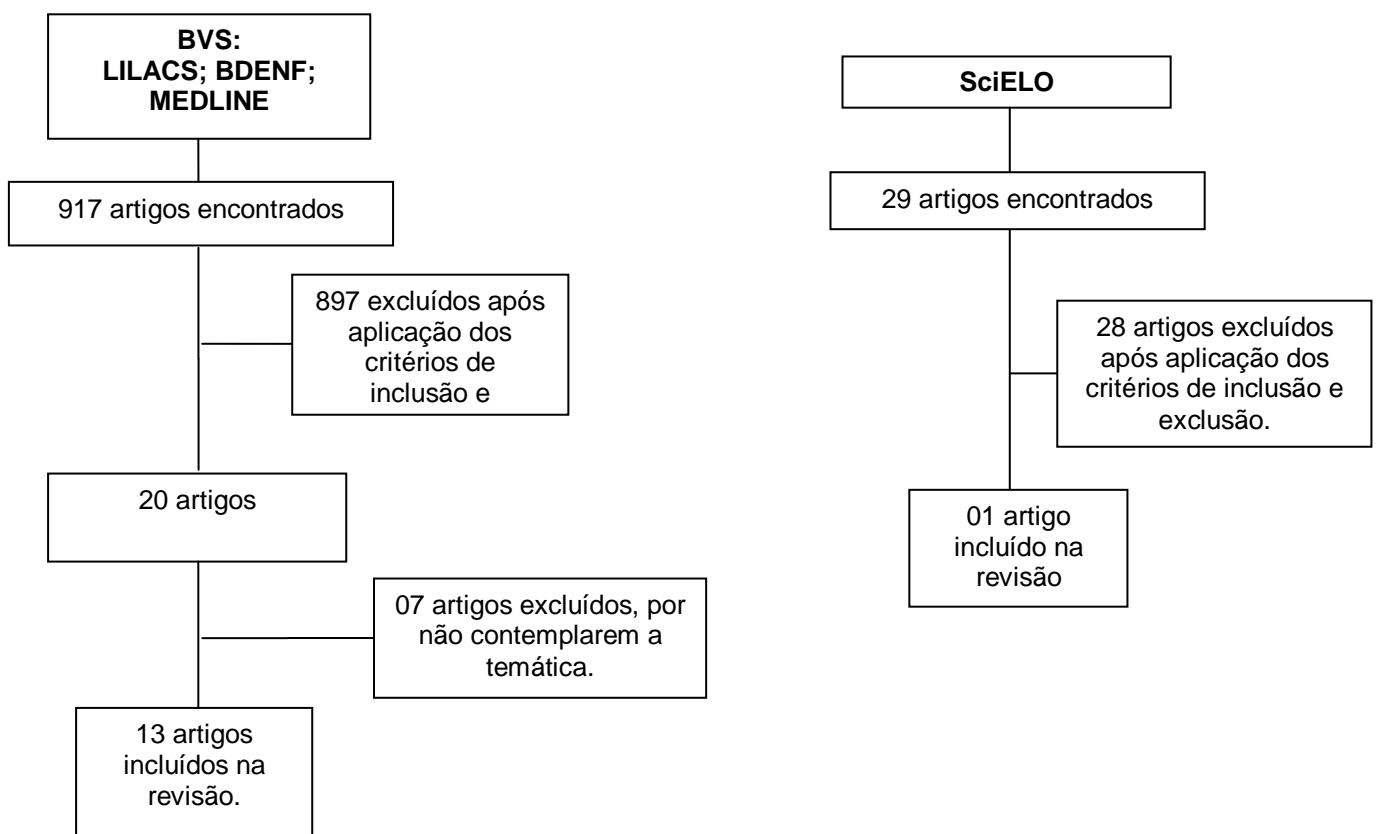 BVS:
LILACS; BDENF;
MEDLINE
917 artigos encontrados
897 excluídos após
aplicação dos
critérios de
inclusão e
20 artigos
07 artigos excluídos, por
não contemplarem a
temática.
13 artigos
incluídos na
revisão.
SciELO
29 artigos encontrados
28 artigos excluídos
após aplicação dos
critérios de inclusão e
exclusão.
01 artigo
incluído na
revisão